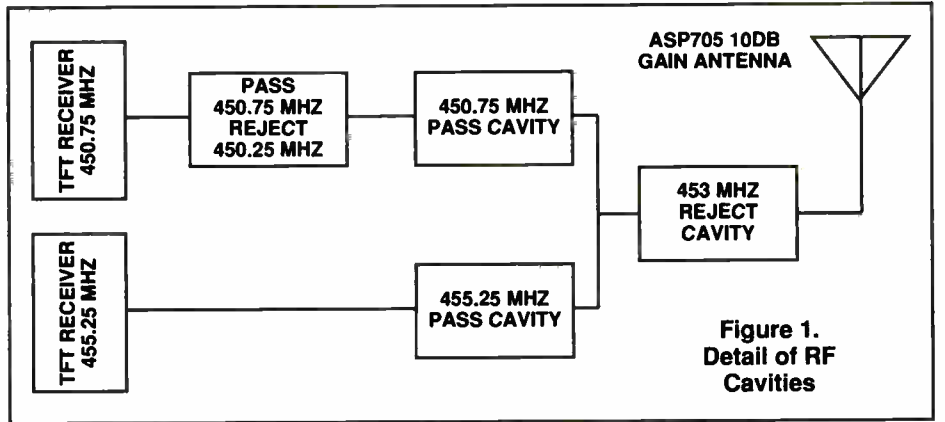 TFT RECEIVER
450.75 MHZ
PASS
450.75 MHZ
REJECT
450.25 MHZ
450.75 MHZ
PASS CAVITY
ASP705 10DB
GAIN ANTENNA
453 MHZ
REJECT
CAVITY
TFT RECEIVER
455.25 MHZ
455.25 MHZ
PASS CAVITY
Figure 1.
Detail of RF
Cavities